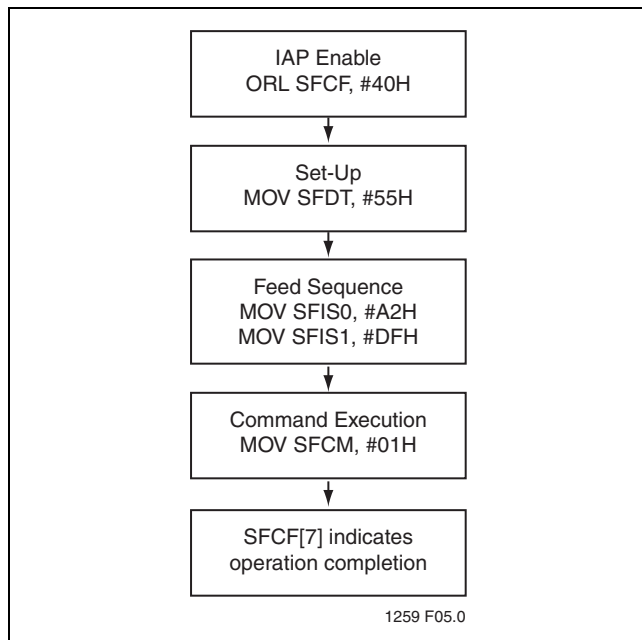 IAP Enable
ORL SFCF, #40H
Set-Up
MOV SFDT, #55H
Feed Sequence
MOV SFIS0, #A2H
MOV SFIS1, #DFH
Command Execution
MOV SFCM, #01H
SFCF[7] indicates
operation completion
1259 F05.0